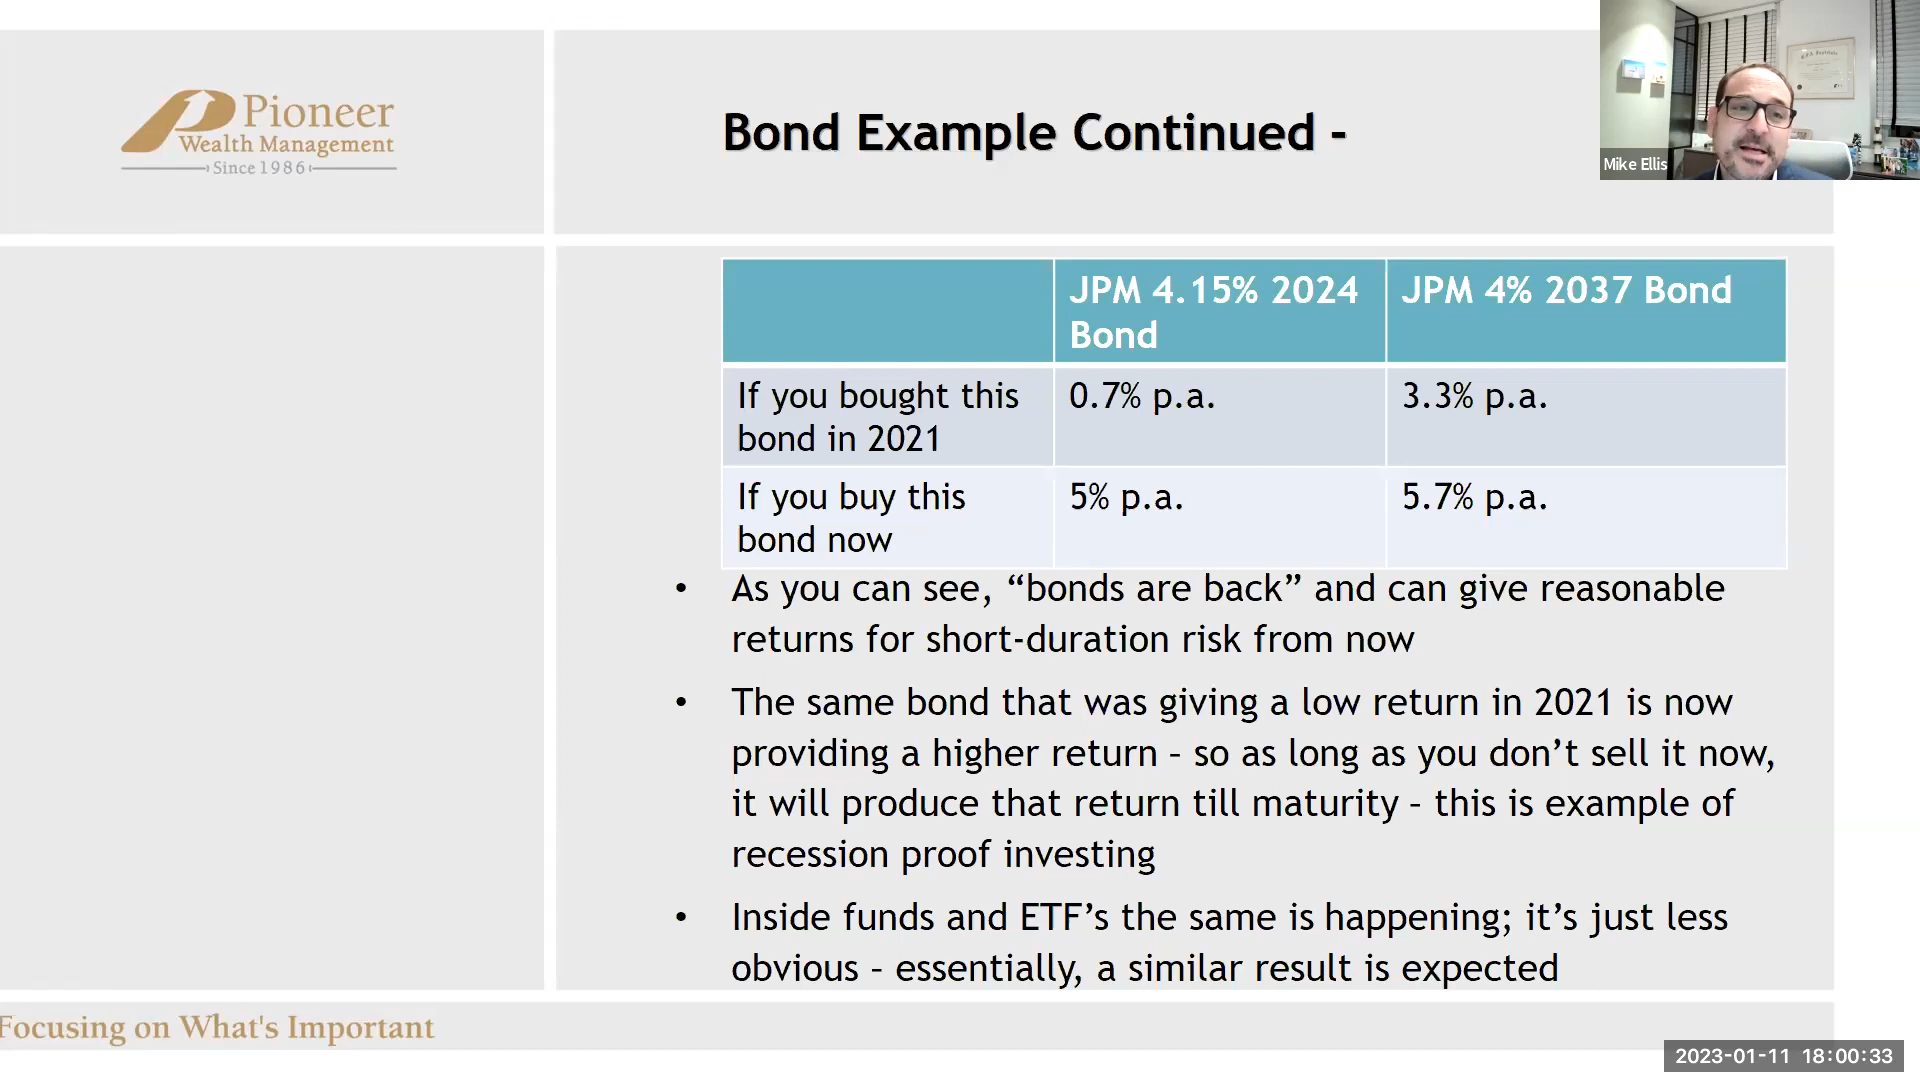 Pioneer
Wealth Management
Since 1986
Bond Example Continued -
Mike Ellis
JPM 4.15% 2024
Bond
JPM 4% 2037 Bond
If you bought this
bond in 2021
0.7% p.a.
3.3% p.a.
If you buy this
bond now
5% p.a.
5.7% p.a.
• As you can see, “bonds are back” and can give reasonable
returns for short-duration risk from now
• The same bond that was giving a low return in 2021 is now
providing a higher return – so as long as you don’t sell it now,
it will produce that return till maturity – this is example of
recession proof investing
• Inside funds and ETF’s the same is happening; it’s just less
obvious – essentially, a similar result is expected
Focusing on What's Important
2023-01-11 18:00:33